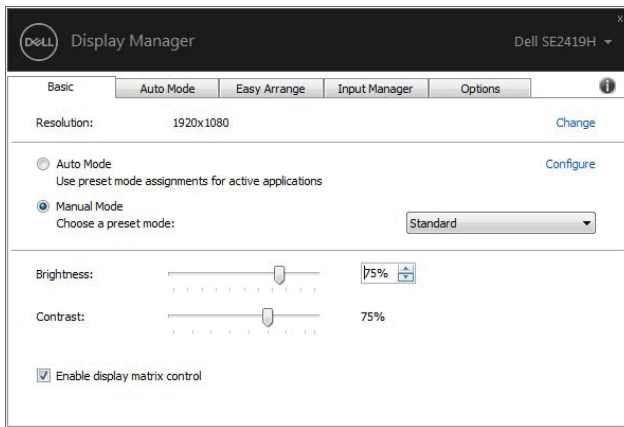 DELL Display Manager Dell SE2419H
Basic Auto Mode Easy Arrange Input Manager Options
Resolution: 1920x1080 Change
Auto Mode Configure
Use preset mode assignments for active applications
Manual Mode
Choose a preset mode: Standard
Brightness: 75%
Contrast: 75%
Enable display matrix control